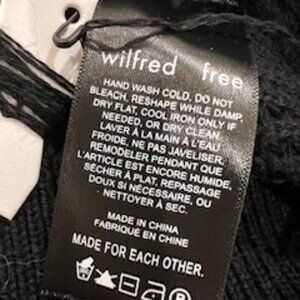 wilfred free
HAND WASH COLD, DO NOT
BLEACH, RESHAPE WHILE DAMP,
DRY FLAT, COOL IRON ONLY IF
NEEDED, OR DRY CLEAN.
LAVER À LA MAIN À L'EAU
FROIDE, NE PAS JAVELISER,
REMODELER PENDANT QUE
L'ARTICLE EST ENCORE HUMIDE,
SÉCHER À PLAT, REPASSAGE
DOUX SI NÉCESSAIRE, OU
NETTOYER À SEC.
MADE IN CHINA
FABRIQUÉ EN CHINE
MADE FOR EACH OTHER.